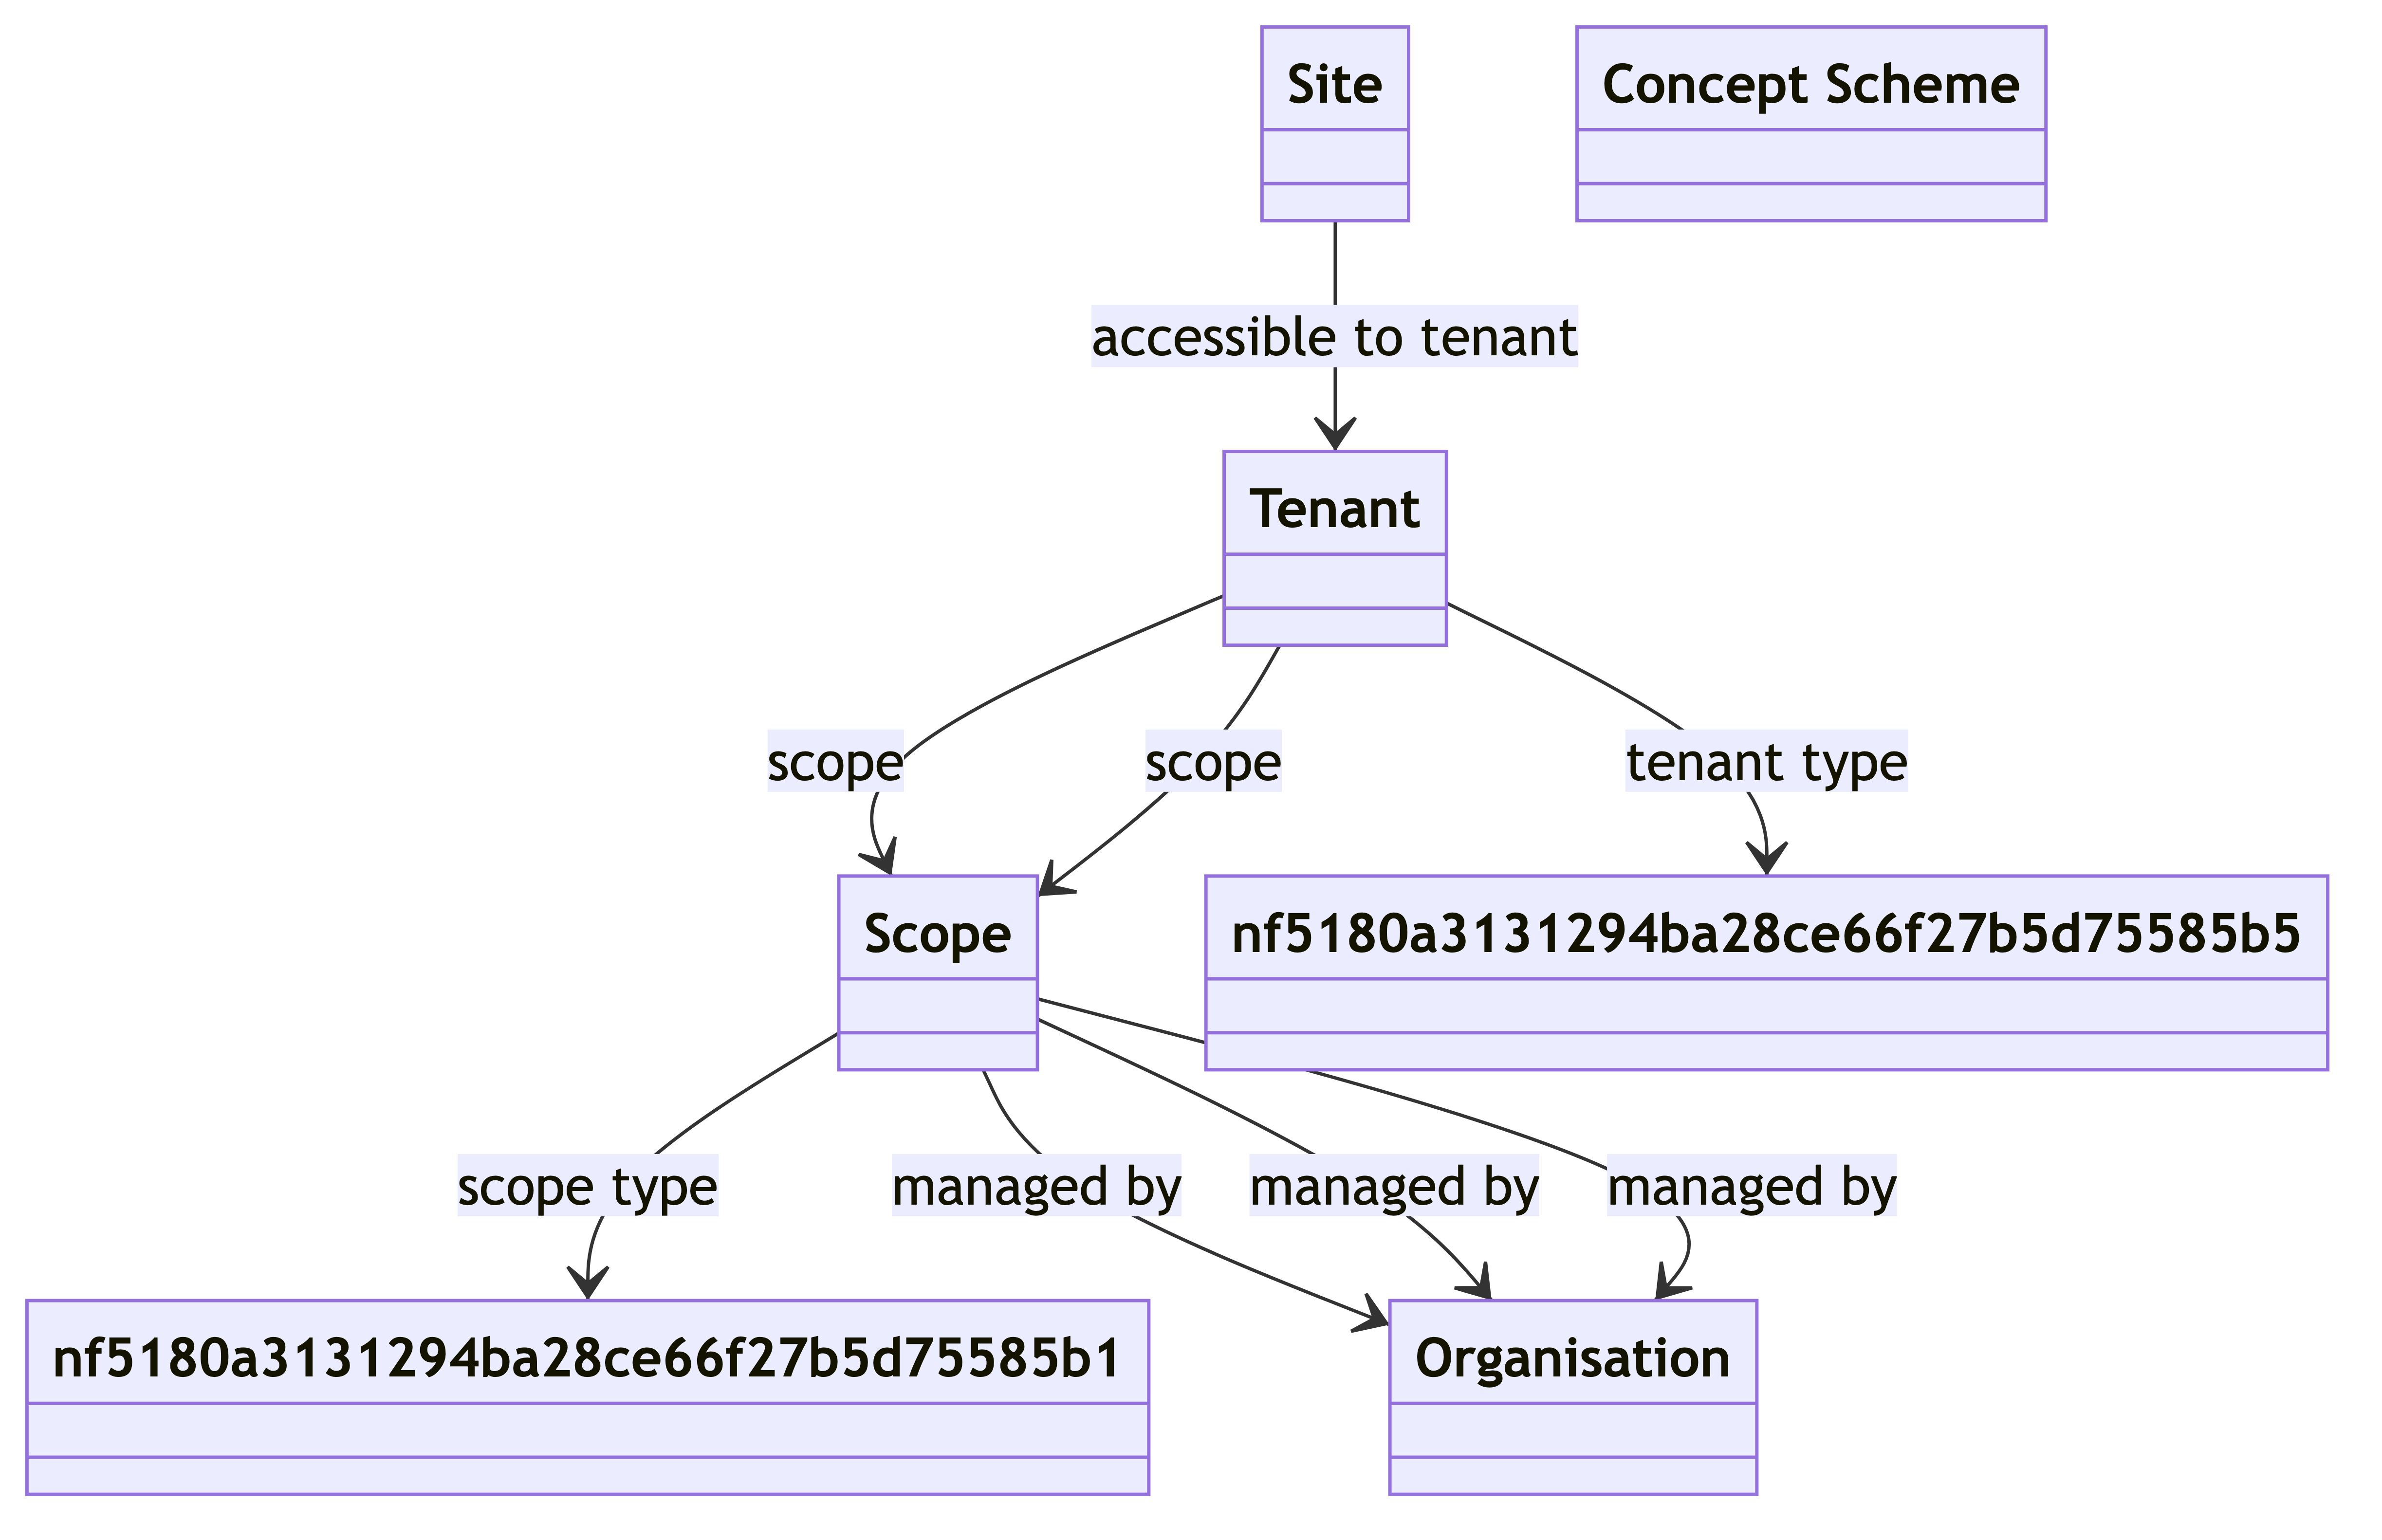 Site
Concept Scheme
accessible to tenant
Tenant
scope
scope
tenant type
Scope
nf5180a3131294ba28ce66f27b5d75585b5
scope type
managed by
managed by
managed by
nf5180a3131294ba28ce66f27b5d75585b1
Organisation